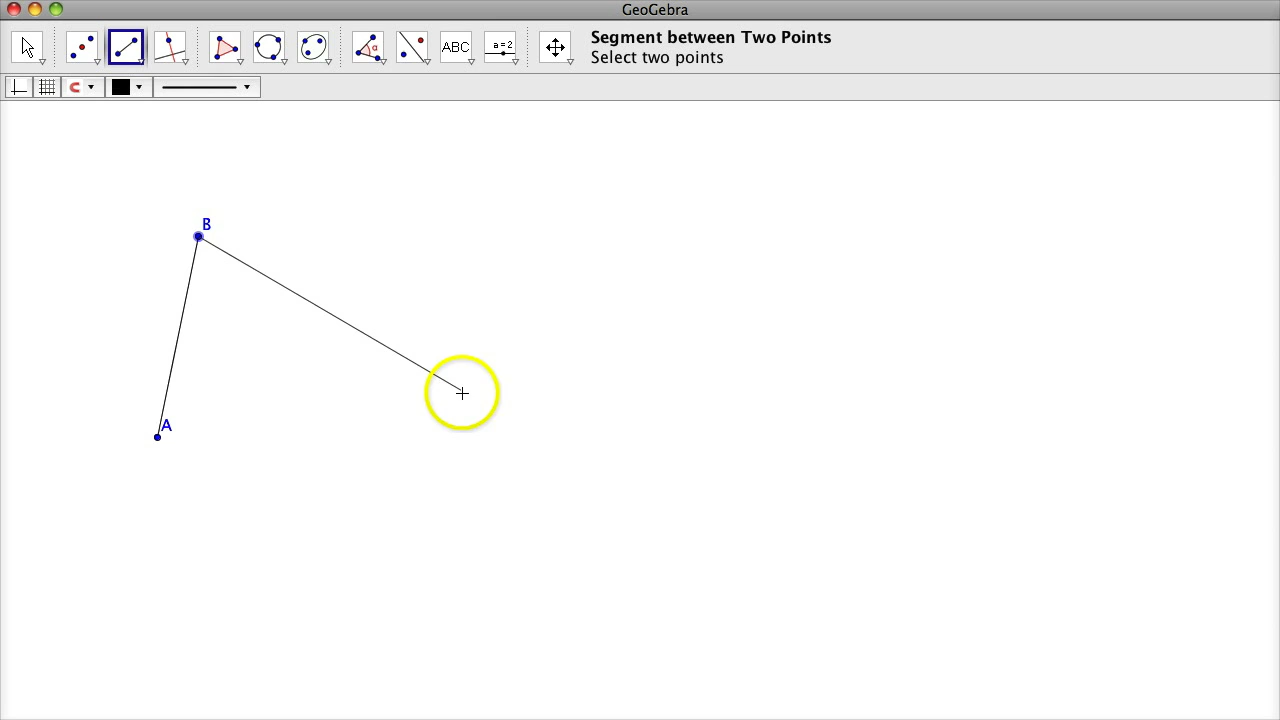 GeoGebra
ABC
a = 2
α
Segment between Two Points
Select two points
B
A